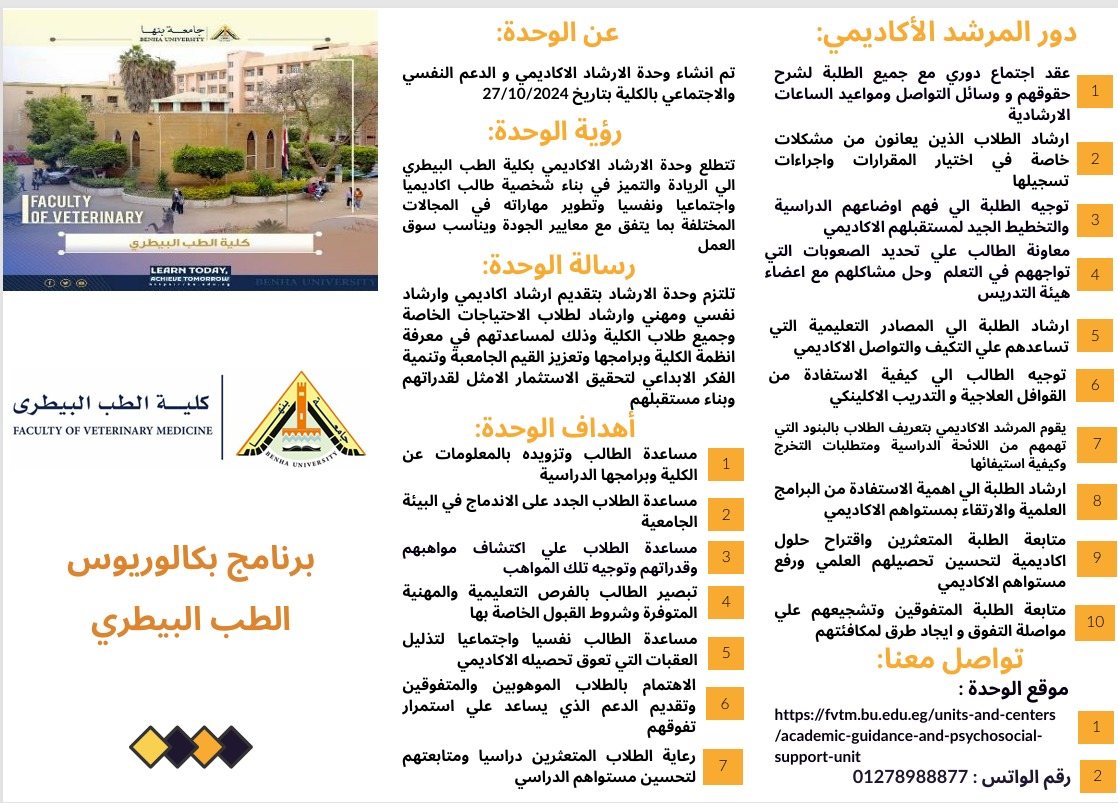 دور المرشد الأكاديمي:
1
عقد اجتماع دوري مع جميع الطلبة لشرح
حقوقهم و وسائل التواصل ومواعيد الساعات
الارشادية
2
ارشاد الطلاب الذين يعانون من مشكلات
خاصة في اختيار المقرارات واجراءات
تسجيلها
3
توجيه الطلبة الي فهم اوضاعهم الدراسية
والتخطيط الجيد لمستقبلهم الاكاديمي
4
معاونة الطالب علي تحديد الصعوبات التي
تواجههم في التعلم وحل مشاكلهم مع اعضاء
هيئة التدريس
5
ارشاد الطلبة الي المصادر التعليمية التي
تساعدهم علي التكيف والتواصل الاكاديمي
6
توجيه الطالب الي كيفية الاستفادة من
القوافل العلاجية و التدريب الاكلينكي
7
يقوم المرشد الاكاديمي بتعريف الطلاب بالبنود التي
تهمهم من اللائحة الدراسية ومتطلبات التخرج
وكيفية استيفائها
8
ارشاد الطلبة الي اهمية الاستفادة من البرامج
العلمية والارتقاء بمستواهم الاكاديمي
9
متابعة الطلبة المتعثرين واقتراح حلول
اكاديمية لتحسين تحصيلهم العلمي ورفع
مستواهم الاكاديمي
10
متابعة الطلبة المتفوقين وتشجيعهم علي
مواصلة التفوق و ايجاد طرق لمكافئتهم
تواصل معنا:
موقع الوحدة :
1
https://fvtm.bu.edu.eg/units-and-centers
/academic-guidance-and-psychosocial-
support-unit
2
رقم الواتس : 01278988877
عن الوحدة:
تم انشاء وحدة الارشاد الاكاديمي و الدعم النفسي
والاجتماعي بالكلية بتاريخ 27/10/2024
رؤية الوحدة:
تتطلع وحدة الارشاد الاكاديمي بكلية الطب البيطري
الي الريادة والتميز في بناء شخصية طالب اكاديميا
واجتماعيا ونفسيا وتطوير مهاراته في المجالات
المختلفة بما يتفق مع معايير الجودة ويناسب سوق
العمل
رسالة الوحدة:
تلتزم وحدة الارشاد بتقديم ارشاد اكاديمي وارشاد
نفسي ومهني وارشاد لطلاب الاحتياجات الخاصة
وجميع طلاب الكلية وذلك لمساعدتهم في معرفة
انظمة الكلية وبرامجها وتعزيز القيم الجامعية وتنمية
الفكر الابداعي لتحقيق الاستثمار الامثل لقدراتهم
وبناء مستقبلهم
أهداف الوحدة:
1
مساعدة الطالب وتزويده بالمعلومات عن
الكلية وبرامجها الدراسية
2
مساعدة الطلاب الجدد على الاندماج في البيئة
الجامعية
3
مساعدة الطلاب علي اكتشاف مواهبهم
وقدراتهم وتوجيه تلك المواهب
4
تبصير الطالب بالفرص التعليمية والمهنية
المتوفرة وشروط القبول الخاصة بها
5
مساعدة الطالب نفسيا واجتماعيا لتذليل
العقبات التي تعوق تحصيله الاكاديمي
6
الاهتمام بالطلاب الموهوبين والمتفوقين
وتقديم الدعم الذي يساعد علي استمرار
تفوقهم
7
رعاية الطلاب المتعثرين دراسيا ومتابعتهم
لتحسين مستواهم الدراسي
جامعة بنها
BENHA UNIVERSITY
FACULTY
OF VETERINARY
كلية الطب البيطري
LEARN TODAY,
ACHIEVE TOMORROW
BENHA UNIVERSITY
كلية الطب البيطرى
FACULTY OF VETERINARY MEDICINE
جامعة بنها
BENHA UNIVERSITY
برنامج بكالوريوس
الطب البيطري